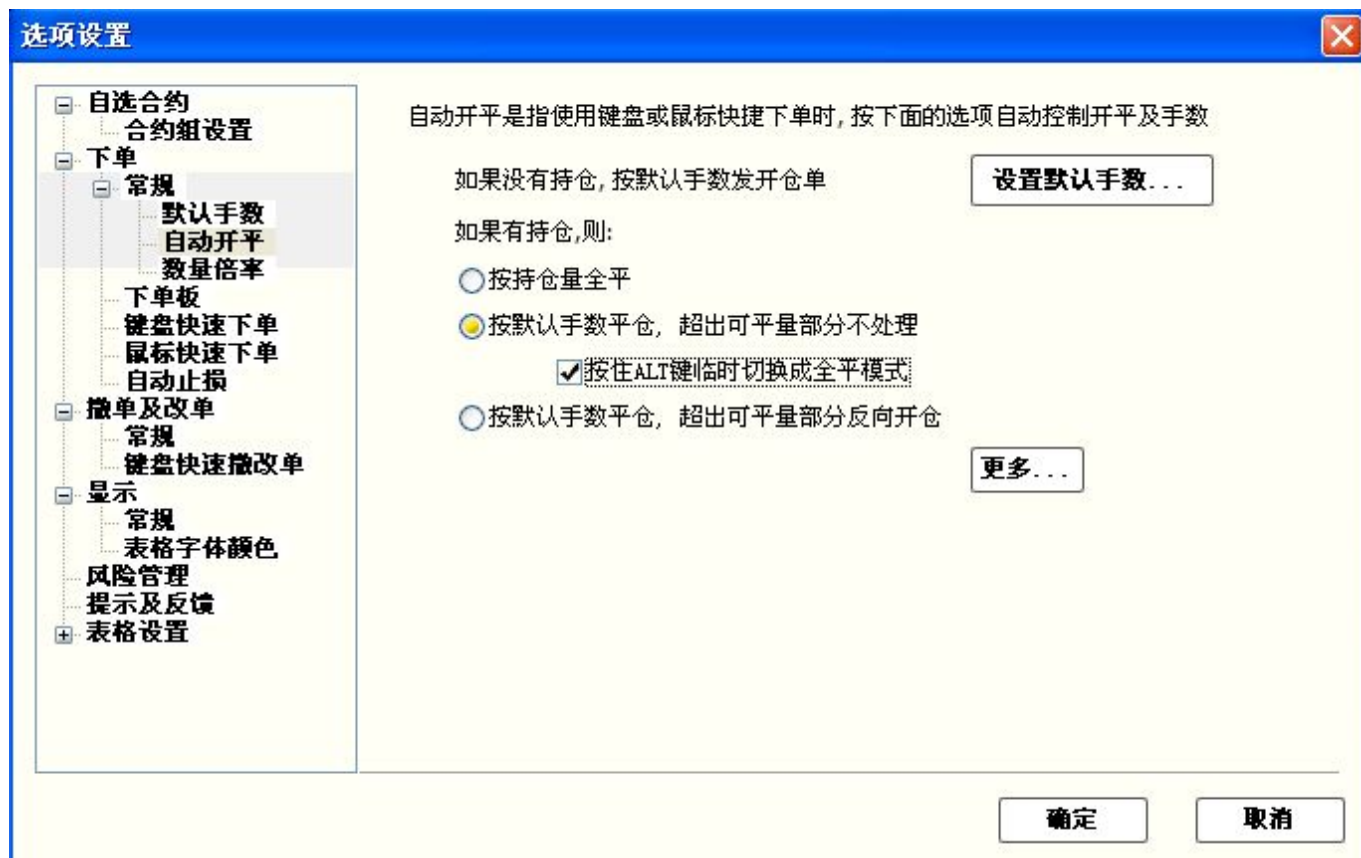 选项设置
自选合约
合约组设置
下单
常规
默认手数
自动开平
数量倍率
下单板
键盘快速下单
鼠标快速下单
自动止损
撤单及改单
常规
键盘快速撤改单
显示
常规
表格字体颜色
风险管理
提示及反馈
表格设置
自动开平是指使用键盘或鼠标快捷下单时, 按下面的选项自动控制开平及手数
如果没有持仓, 按默认手数发开仓单
设置默认手数...
如果有持仓,则:
按持仓量全平
按默认手数平仓, 超出可平量部分不处理
按住ALT键临时切换成全平模式
按默认手数平仓, 超出可平量部分反向开仓
更多...
确定
取消